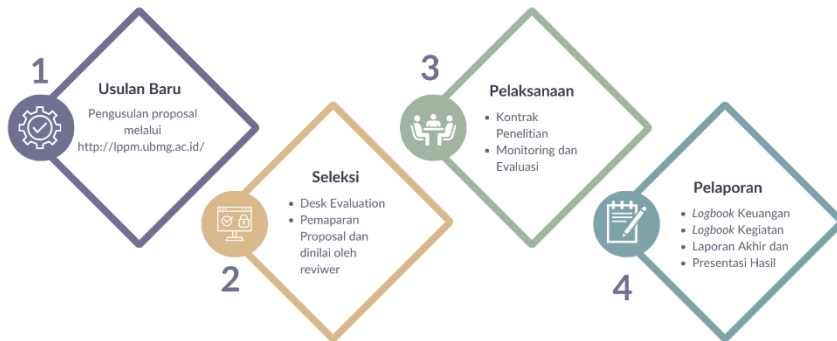 1
Usulan Baru
Pengusulan proposal
melalui
http://lppm.ubmg.ac.id/
2
Seleksi
• Desk Evaluation
• Pemaparan
Proposal dan
dinilai oleh
reviwer
3
Pelaksanaan
• Kontrak
Penelitian
• Monitoring dan
Evaluasi
4
Pelaporan
• Logbook Keuangan
• Logbook Kegiatan
• Laporan Akhir dan
• Presentasi Hasil